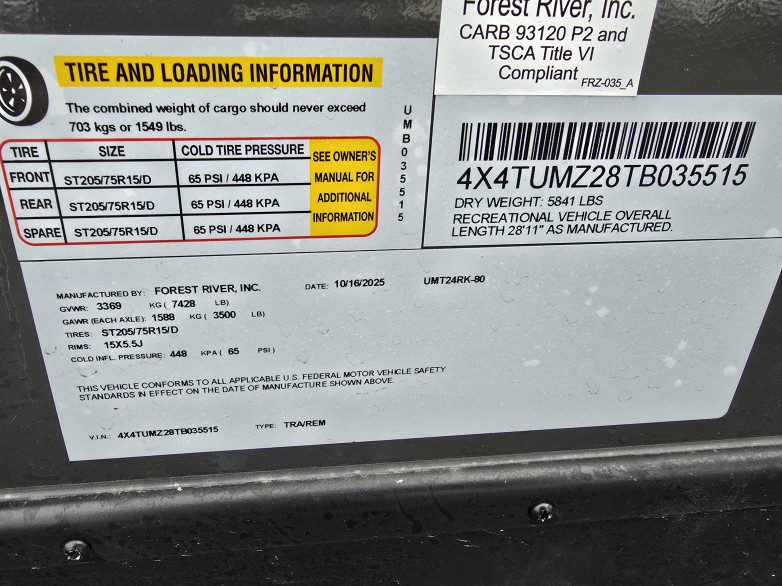 Forest River, Inc.
CARB 93120 P2 and
TSCA Title VI
Compliant
FRZ-035_A
TIRE AND LOADING INFORMATION
The combined weight of cargo should never exceed
703 kgs or 1549 lbs.
TIRE SIZE COLD TIRE PRESSURE
FRONT ST205/75R15/D 65 PSI / 448 KPA
REAR ST205/75R15/D 65 PSI / 448 KPA
SPARE ST205/75R15/D 65 PSI / 448 KPA
SEE OWNER'S
MANUAL FOR
ADDITIONAL
INFORMATION
UMB035515
4X4TUMZ28TB035515
DRY WEIGHT: 5841 LBS
RECREATIONAL VEHICLE OVERALL
LENGTH 28'11" AS MANUFACTURED.
MANUFACTURED BY: FOREST RIVER, INC. DATE: 10/16/2025 UMT24RK-80
GVWR: 3369 KG ( 7428 LB)
GAWR (EACH AXLE): 1588 KG ( 3500 LB)
TIRES: ST205/75R15/D
RIMS: 15X5.5J
COLD INFL. PRESSURE: 448 KPA ( 65 PSI )
THIS VEHICLE CONFORMS TO ALL APPLICABLE U.S. FEDERAL MOTOR VEHICLE SAFETY
STANDARDS IN EFFECT ON THE DATE OF MANUFACTURE SHOWN ABOVE.
V.I.N.: 4X4TUMZ28TB035515 TYPE: TRA/REM